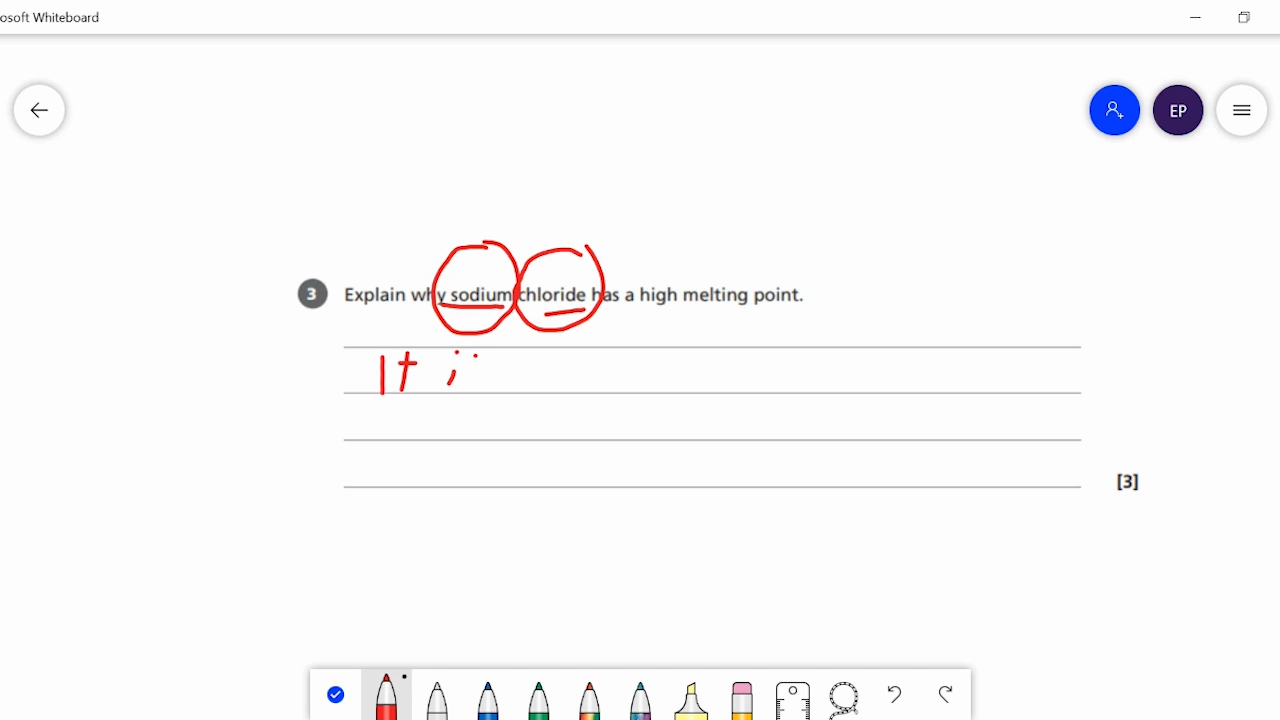 osoft Whiteboard
EP
3 Explain why sodium chloride has a high melting point.
It i
[3]